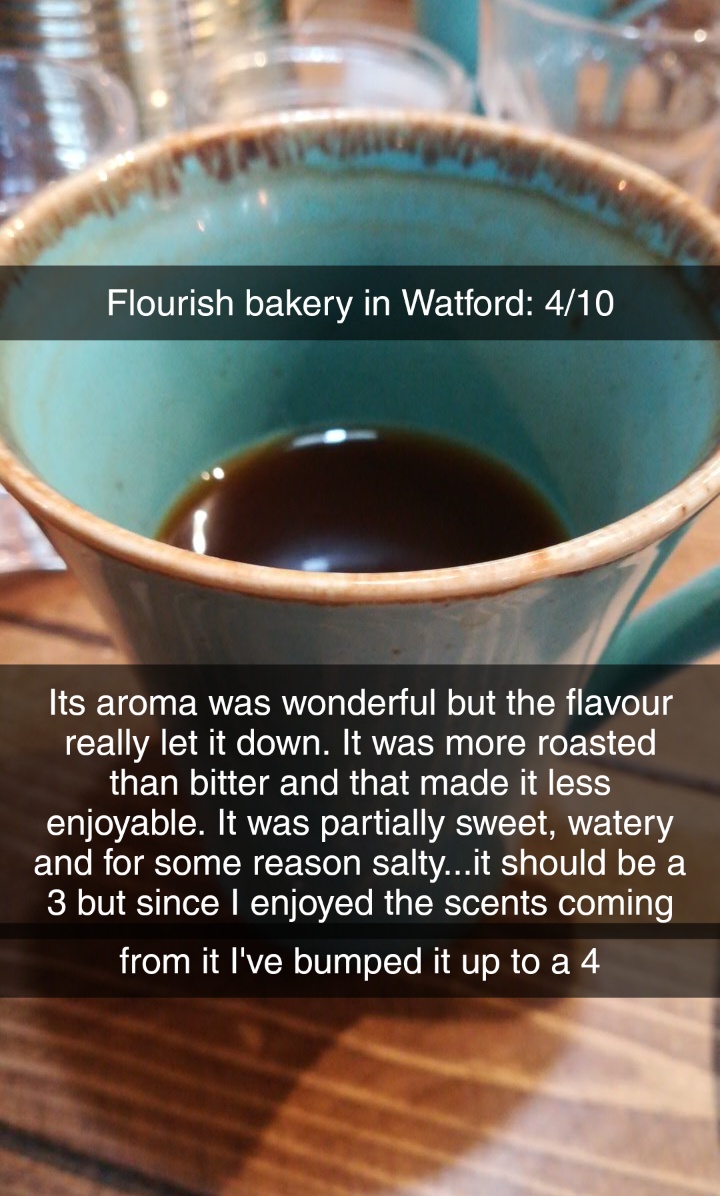 Flourish bakery in Watford: 4/10
Its aroma was wonderful but the flavour
really let it down. It was more roasted
than bitter and that made it less
enjoyable. It was partially sweet, watery
and for some reason salty...it should be a
3 but since I enjoyed the scents coming
from it I've bumped it up to a 4